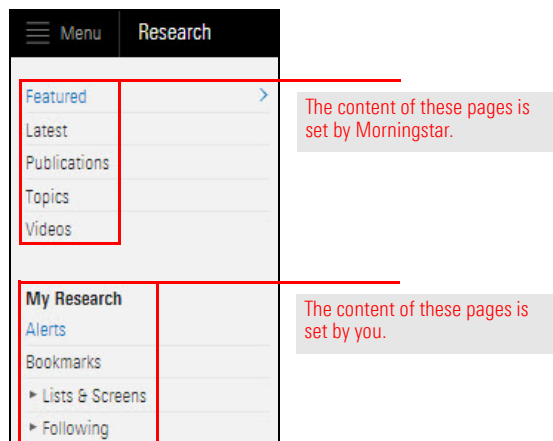 Menu Research
Featured
Latest
Publications
Topics
Videos
The content of these pages is
set by Morningstar.
My Research
Alerts
Bookmarks
Lists & Screens
Following
The content of these pages is
set by you.